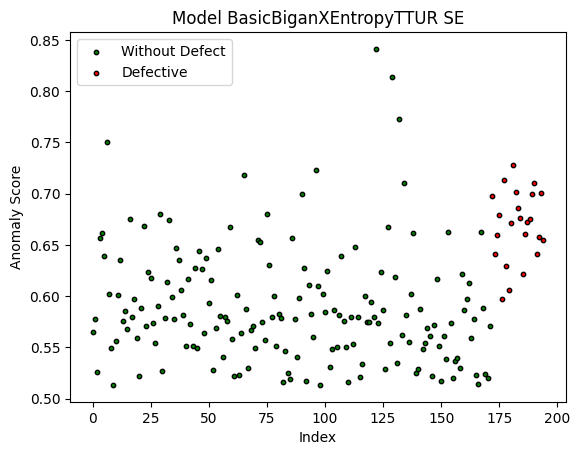 Model BasicBiganXEntropyTTUR SE
Without Defect
Defective
0.85
0.80
0.75
0.70
0.65
0.60
0.55
0.50
Anomaly Score
0 25 50 75 100 125 150 175 200
Index